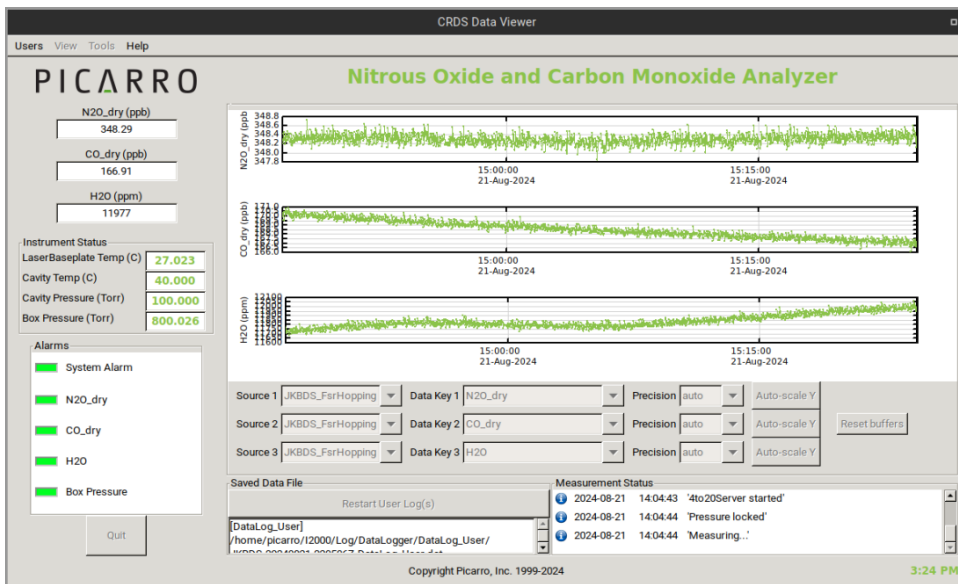 CRDS Data Viewer
Users View Tools Help
PICARRO
Nitrous Oxide and Carbon Monoxide Analyzer
N2O_dry (ppb)
348.29
CO_dry (ppb)
166.91
H2O (ppm)
11977
Instrument Status
LaserBaseplate Temp (C) 27.023
Cavity Temp (C) 40.000
Cavity Pressure (Torr) 100.000
Box Pressure (Torr) 800.026
Alarms
System Alarm
N2O_dry
CO_dry
H2O
Box Pressure
Quit
N2O_dry (ppb
348.8
348.6
348.4
348.2
348.0
347.8
15:00:00 15:15:00
21-Aug-2024 21-Aug-2024
CO_dry (ppb)
171.0
166.0
15:00:00 15:15:00
21-Aug-2024 21-Aug-2024
H2O (ppm)
12100
11600
15:00:00 15:15:00
21-Aug-2024 21-Aug-2024
Source 1 JKBDS_FsrHopping Data Key 1 N2O_dry Precision auto Auto-scale Y
Source 2 JKBDS_FsrHopping Data Key 2 CO_dry Precision auto Auto-scale Y Reset buffers
Source 3 JKBDS_FsrHopping Data Key 3 H2O Precision auto Auto-scale Y
Saved Data File
Restart User Log(s)
[DataLog_User]
/home/picarro/I2000/Log/DataLogger/DataLog_User/
Measurement Status
2024-08-21 14:04:43 '4to20Server started'
2024-08-21 14:04:44 'Pressure locked'
2024-08-21 14:04:44 'Measuring...'
Copyright Picarro, Inc. 1999-2024
3:24 PM